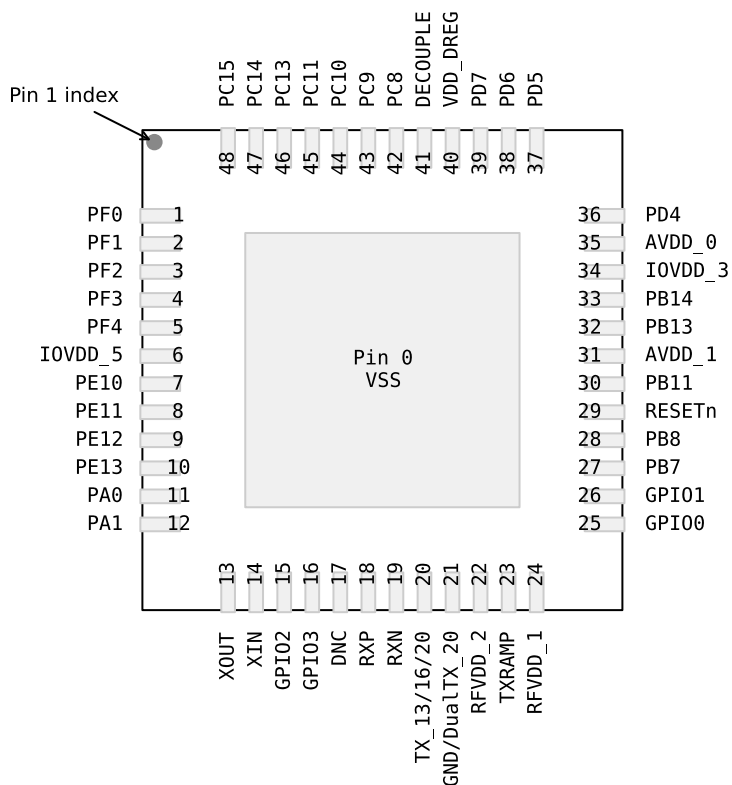 PC15
PC14
PC13
PC11
PC10
PC9
PC8
DECOUPLE
VDD_DREG
PD7
PD6
PD5
Pin 1 index
48
47
46
45
44
43
42
41
40
39
38
37
PF0 1
PF1 2
PF2 3
PF3 4
PF4 5
IOVDD_5 6
PE10 7
PE11 8
PE12 9
PE13 10
PA0 11
PA1 12
Pin 0
VSS
36 PD4
35 AVDD_0
34 IOVDD_3
33 PB14
32 PB13
31 AVDD_1
30 PB11
29 RESETn
28 PB8
27 PB7
26 GPIO1
25 GPIO0
13
14
15
16
17
18
19
20
21
22
23
24
XOUT
XIN
GPIO2
GPIO3
DNC
RXP
RXN
TX_13/16/20
GND/DualTX_20
RFVDD_2
TXRAMP
RFVDD_1